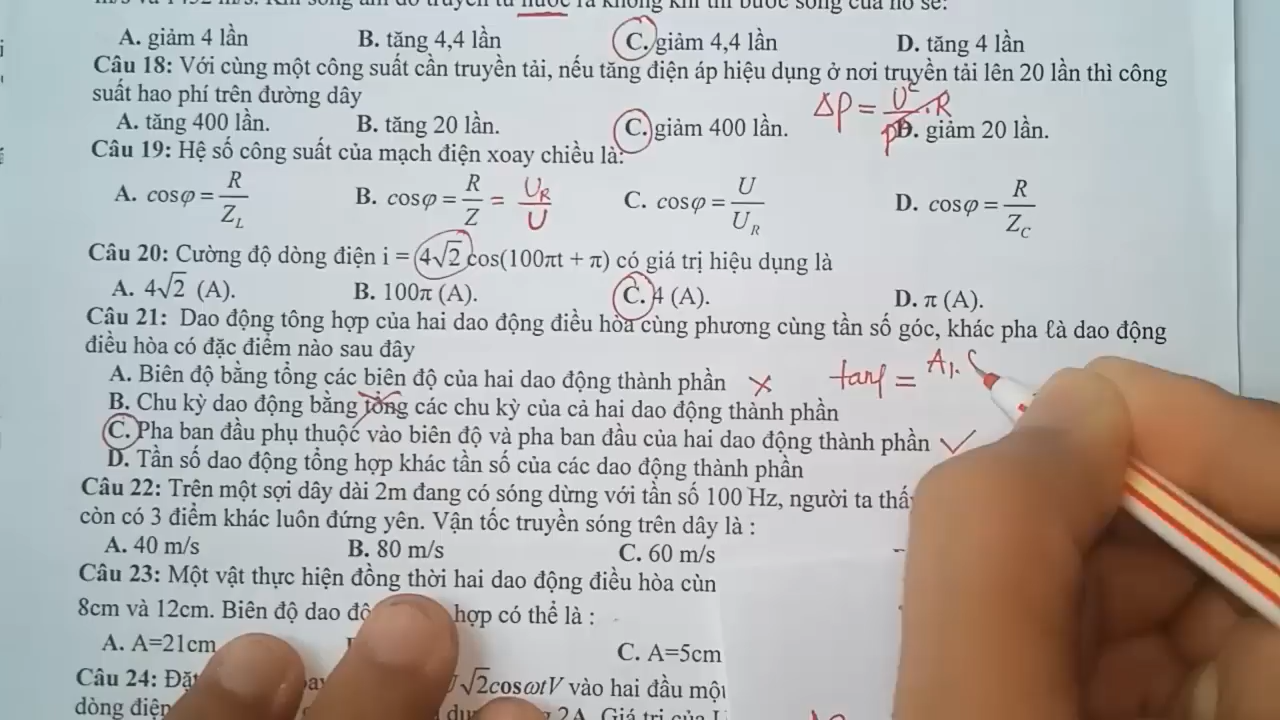 A. giảm 4 lần B. tăng 4,4 lần C. giảm 4,4 lần D. tăng 4 lần
Câu 18: Với cùng một công suất cần truyền tải, nếu tăng điện áp hiệu dụng ở nơi truyền tải lên 20 lần thì công
suất hao phí trên đường dây
ΔP = U².R / P
A. tăng 400 lần. B. tăng 20 lần. C. giảm 400 lần. D. giảm 20 lần.
Câu 19: Hệ số công suất của mạch điện xoay chiều là:
A. cosφ = R/Z_L B. cosφ = R/Z = U_R/U C. cosφ = U/U_R D. cosφ = R/Z_C
Câu 20: Cường độ dòng điện i = 4√2 cos(100πt + π) có giá trị hiệu dụng là
A. 4√2 (A). B. 100π (A). C. 4 (A). D. π (A).
Câu 21: Dao động tông hợp của hai dao động điều hòa cùng phương cùng tần số góc, khác pha là dao động
điều hòa có đặc điểm nào sau đây
A. Biên độ bằng tổng các biên độ của hai dao động thành phần tanφ = A₁.
B. Chu kỳ dao động bằng tổng các chu kỳ của cả hai dao động thành phần
C. Pha ban đầu phụ thuộc vào biên độ và pha ban đầu của hai dao động thành phần
D. Tần số dao động tổng hợp khác tần số của các dao động thành phần
Câu 22: Trên một sợi dây dài 2m đang có sóng dừng với tần số 100 Hz, người ta thấ
còn có 3 điểm khác luôn đứng yên. Vận tốc truyền sóng trên dây là :
A. 40 m/s B. 80 m/s C. 60 m/s
Câu 23: Một vật thực hiện đồng thời hai dao động điều hòa cùn
8cm và 12cm. Biên độ dao độ hợp có thể là :
A. A=21cm C. A=5cm
Câu 24: Đặt √2cosωtV vào hai đầu một
dòng điện 2A. Giá trị của